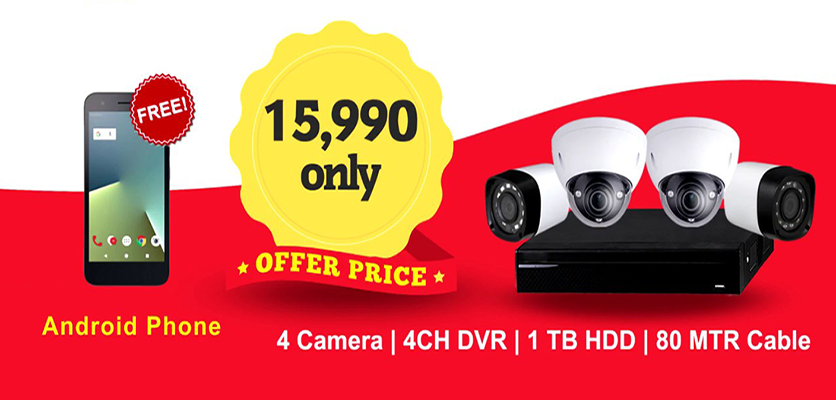 FREE!
15,990
only
OFFER PRICE
Android Phone
4 Camera | 4CH DVR | 1 TB HDD | 80 MTR Cable